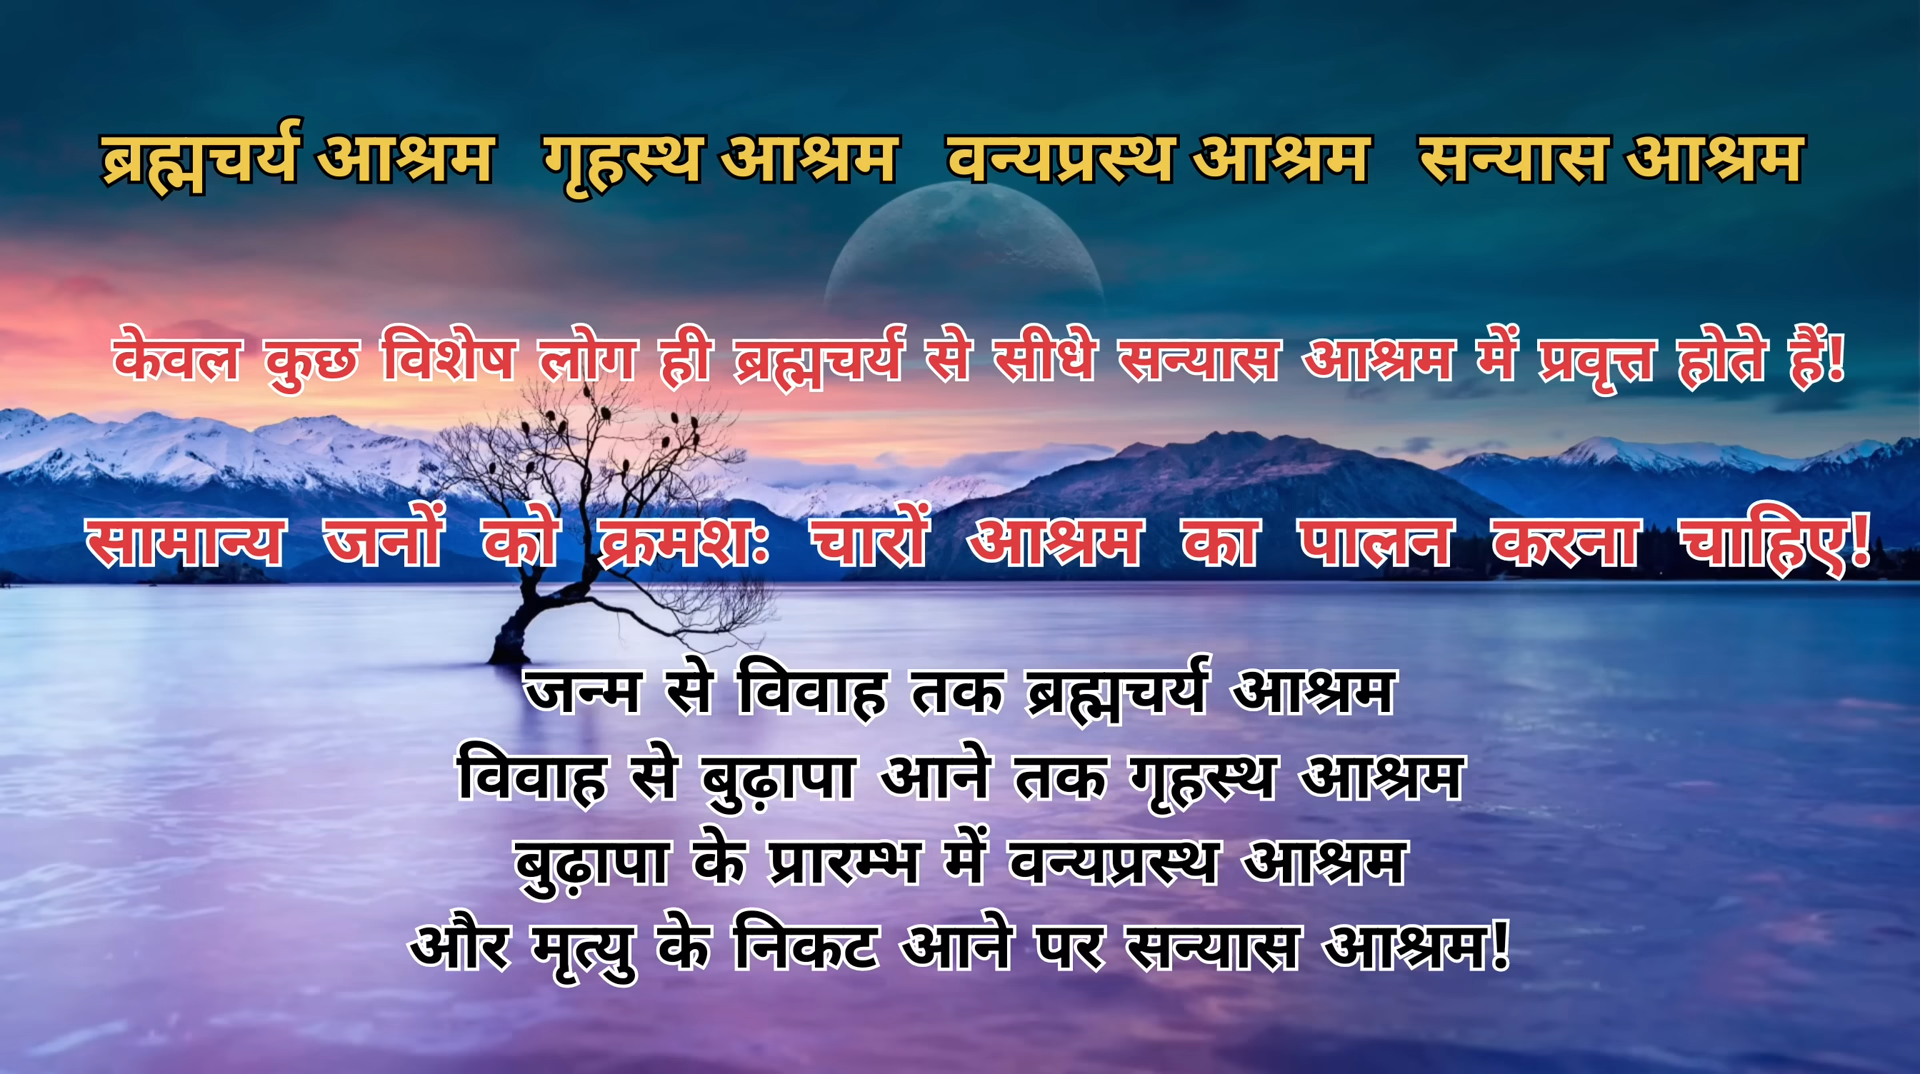 ब्रह्मचर्य आश्रम गृहस्थ आश्रम वन्यप्रस्थ आश्रम सन्यास आश्रम
केवल कुछ विशेष लोग ही ब्रह्मचर्य से सीधे सन्यास आश्रम में प्रवृत्त होते हैं!
सामान्य जनों को क्रमशः चारों आश्रम का पालन करना चाहिए!
जन्म से विवाह तक ब्रह्मचर्य आश्रम
विवाह से बुढ़ापा आने तक गृहस्थ आश्रम
बुढ़ापा के प्रारम्भ में वन्यप्रस्थ आश्रम
और मृत्यु के निकट आने पर सन्यास आश्रम!